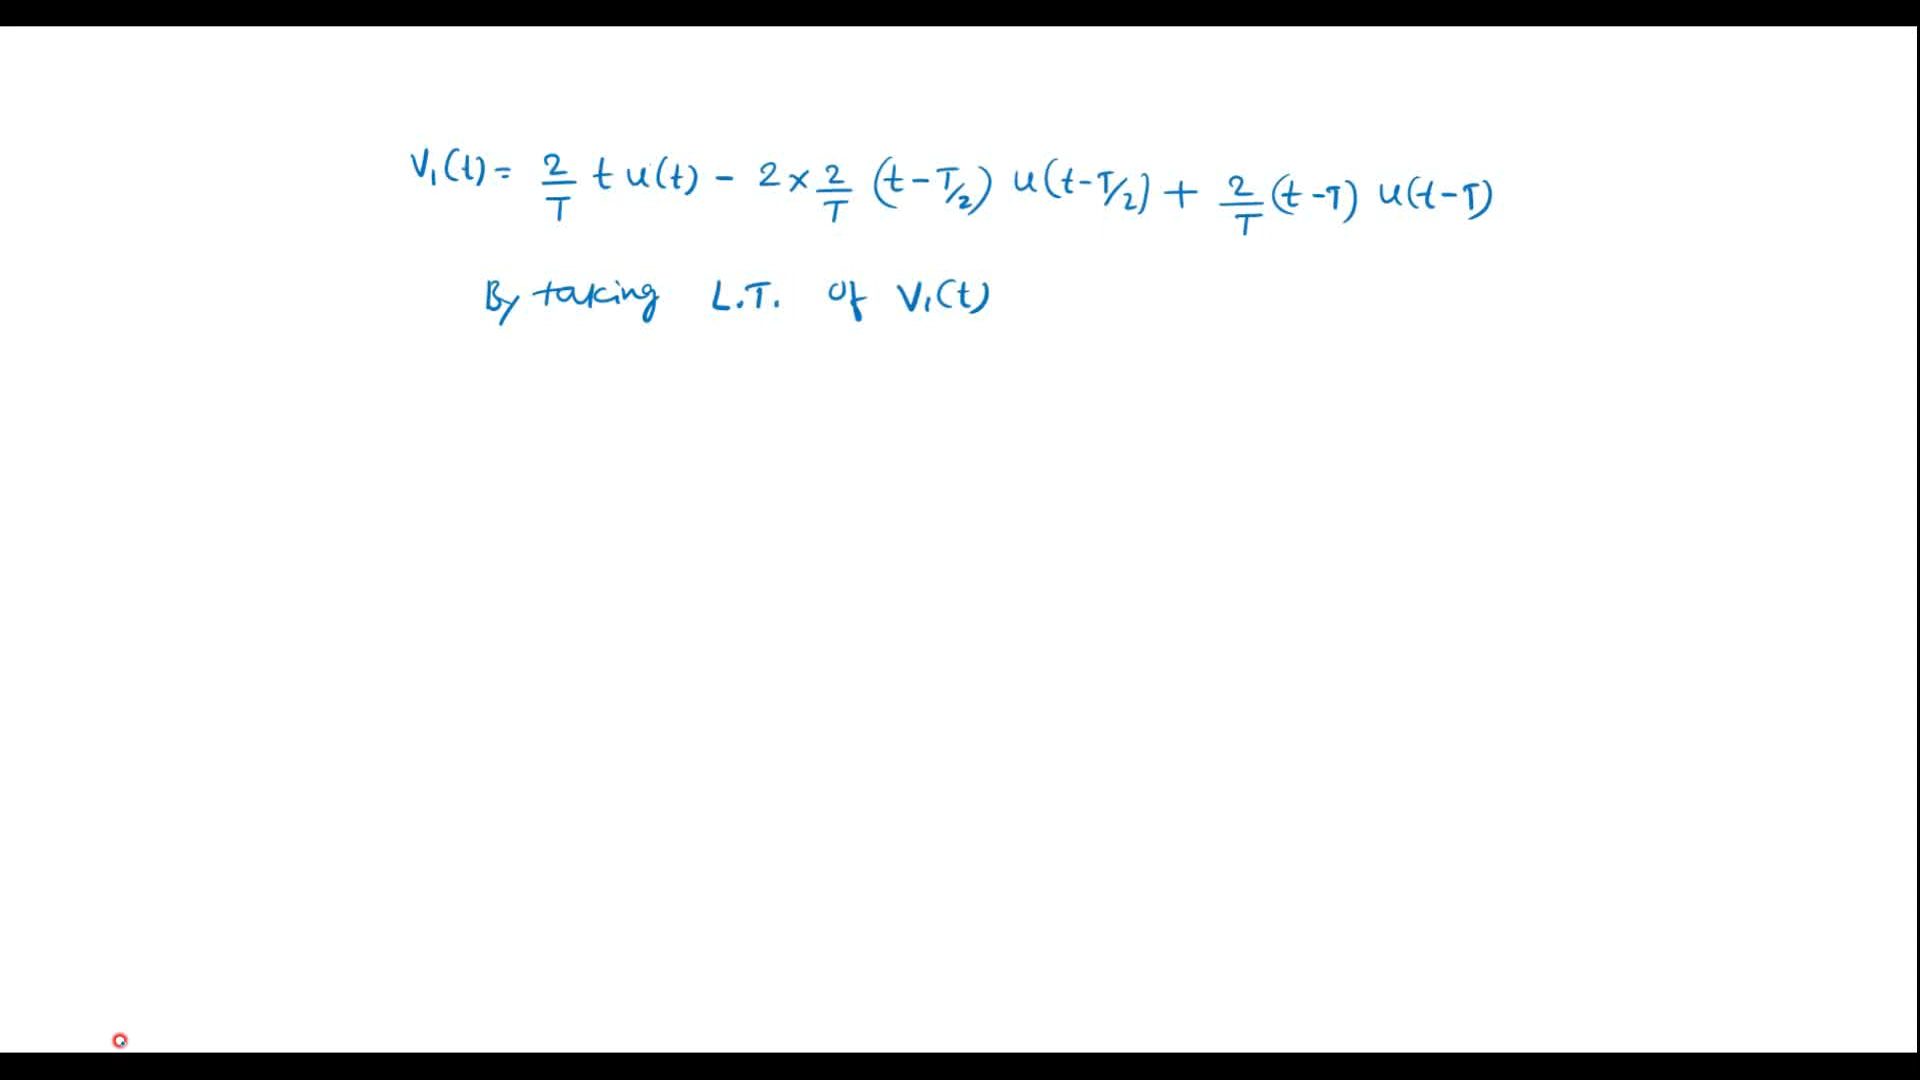 V₁(t) = 2/T t u(t) - 2 × 2/T (t - T/2) u(t - T/2) + 2/T (t - T) u(t - T)
By taking L.T. of V₁(t)